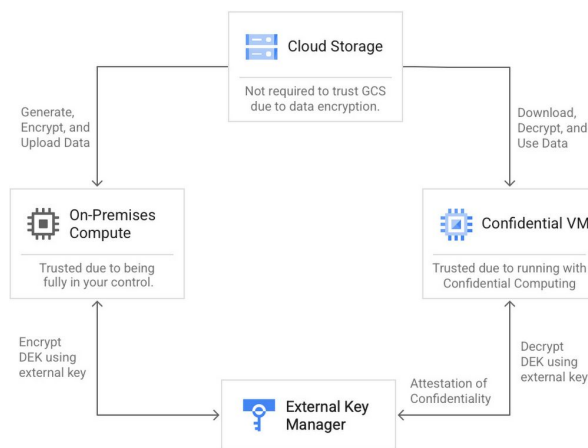 Cloud Storage
Not required to trust GCS
due to data encryption.
Generate,
Encrypt, and
Upload Data
Download,
Decrypt, and
Use Data
On-Premises
Compute
Trusted due to being
fully in your control.
Confidential VM
Trusted due to running with
Confidential Computing
Encrypt
DEK using
external key
Attestation of
Confidentiality
Decrypt
DEK using
external key
External Key
Manager